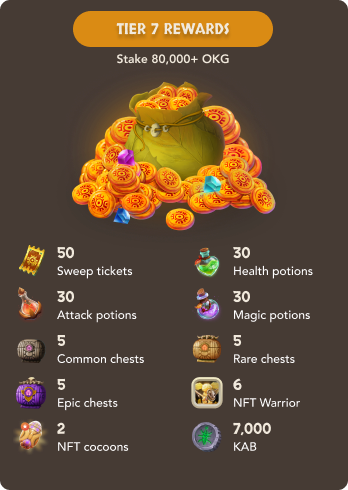 TIER 7 REWARDS
Stake 80,000+ OKG
50
Sweep tickets
30
Health potions
30
Attack potions
30
Magic potions
5
Common chests
5
Rare chests
5
Epic chests
6
NFT Warrior
2
NFT cocoons
7,000
KAB